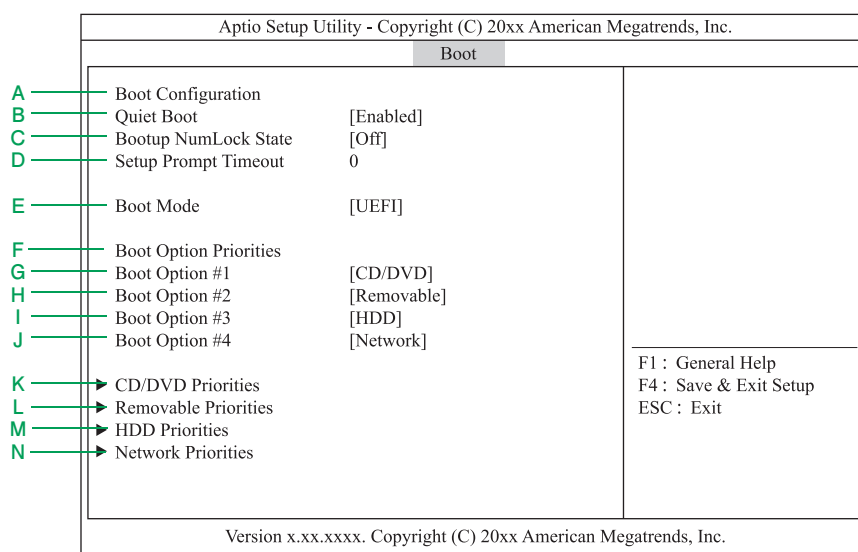 Aptio Setup Utility - Copyright (C) 20xx American Megatrends, Inc.
Boot
A Boot Configuration
B Quiet Boot [Enabled]
C Bootup NumLock State [Off]
D Setup Prompt Timeout 0
E Boot Mode [UEFI]
F Boot Option Priorities
G Boot Option #1 [CD/DVD]
H Boot Option #2 [Removable]
I Boot Option #3 [HDD]
J Boot Option #4 [Network]
K ▶ CD/DVD Priorities
L ▶ Removable Priorities
M ▶ HDD Priorities
N ▶ Network Priorities
F1 : General Help
F4 : Save & Exit Setup
ESC : Exit
Version x.xx.xxxx. Copyright (C) 20xx American Megatrends, Inc.